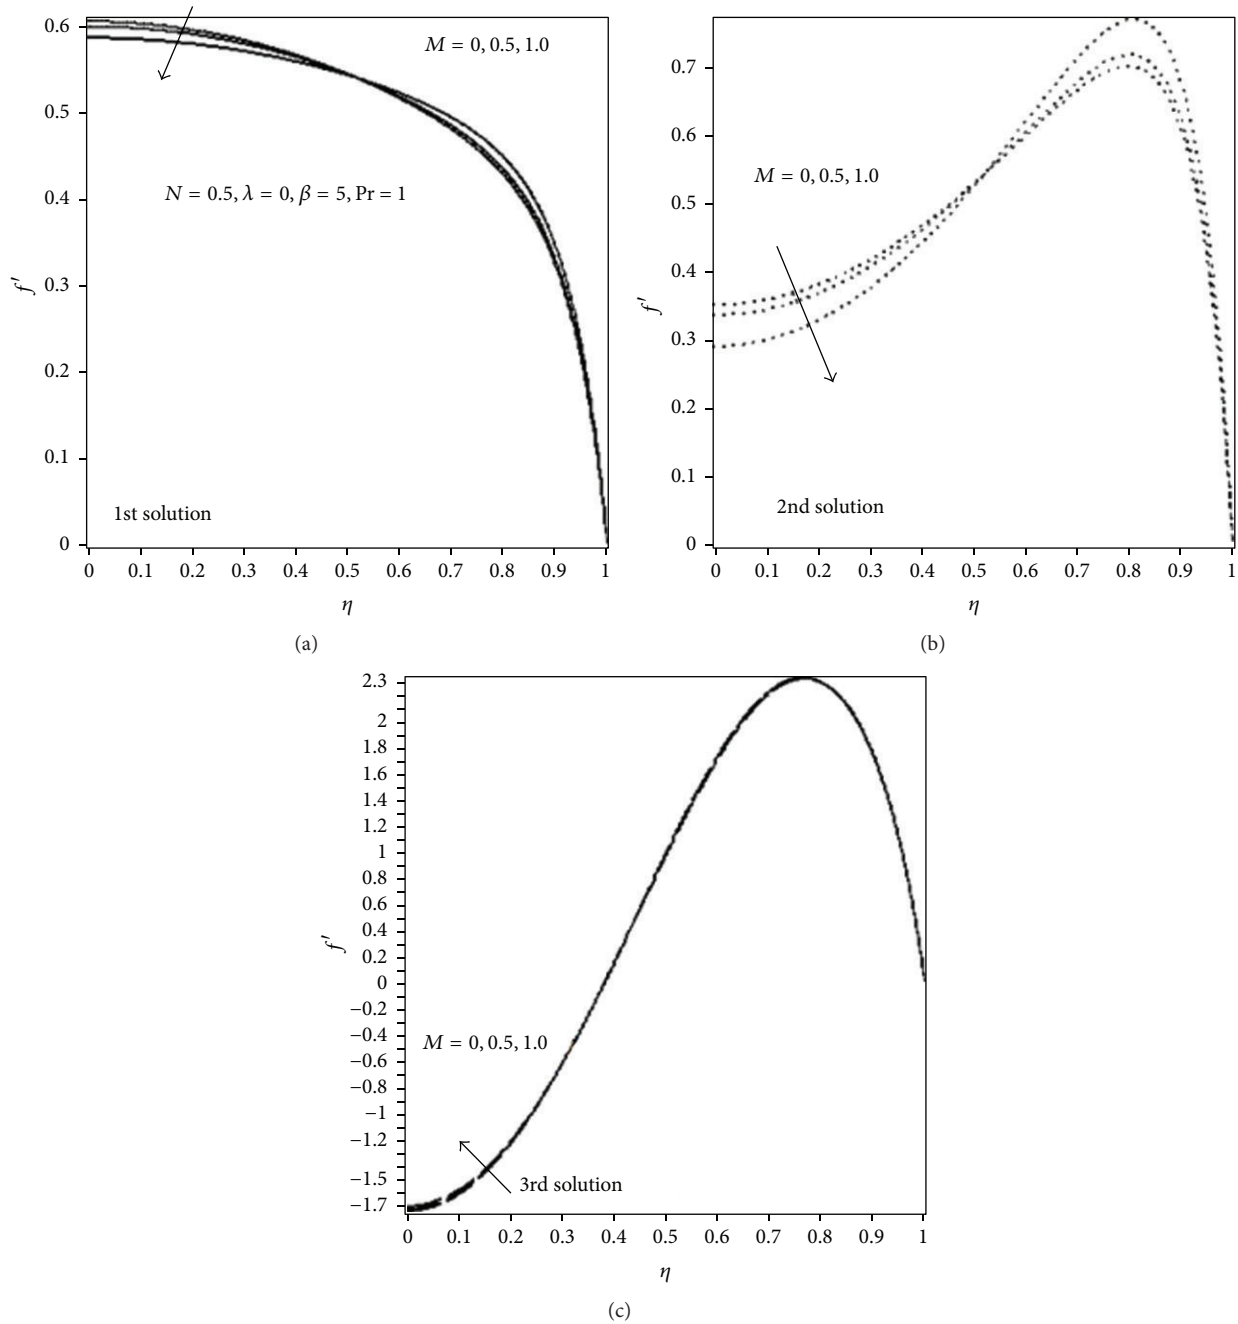 0.6
0.5
0.4
0.3
0.2
0.1
0
f′
M = 0, 0.5, 1.0
N = 0.5, λ = 0, β = 5, Pr = 1
1st solution
0 0.1 0.2 0.3 0.4 0.5 0.6 0.7 0.8 0.9 1
η
(a)
0.7
0.6
0.5
0.4
0.3
0.2
0.1
0
f′
M = 0, 0.5, 1.0
2nd solution
0 0.1 0.2 0.3 0.4 0.5 0.6 0.7 0.8 0.9 1
η
(b)
2.3
2
1.8
1.6
1.4
1.2
1
0.8
0.6
0.4
0.2
0
−0.2
−0.4
−0.6
−0.8
−1
−1.2
−1.5
−1.7
f′
M = 0, 0.5, 1.0
3rd solution
0 0.1 0.2 0.3 0.4 0.5 0.6 0.7 0.8 0.9 1
η
(c)